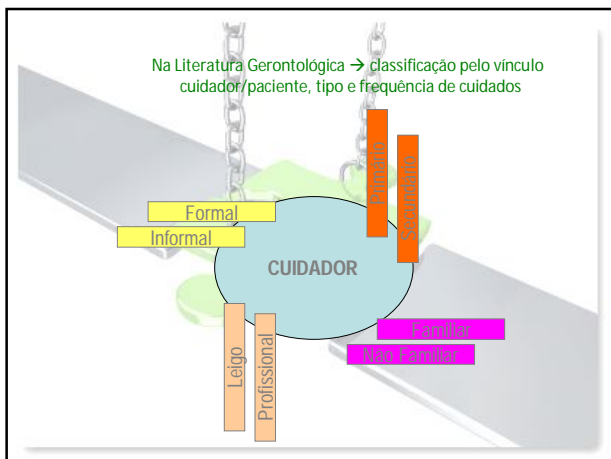 Na Literatura Gerontológica → classificação pelo vínculo
cuidador/paciente, tipo e frequência de cuidados
Primário
Secundário
Formal
Informal
CUIDADOR
Familiar
Não Familiar
Leigo
Profissional